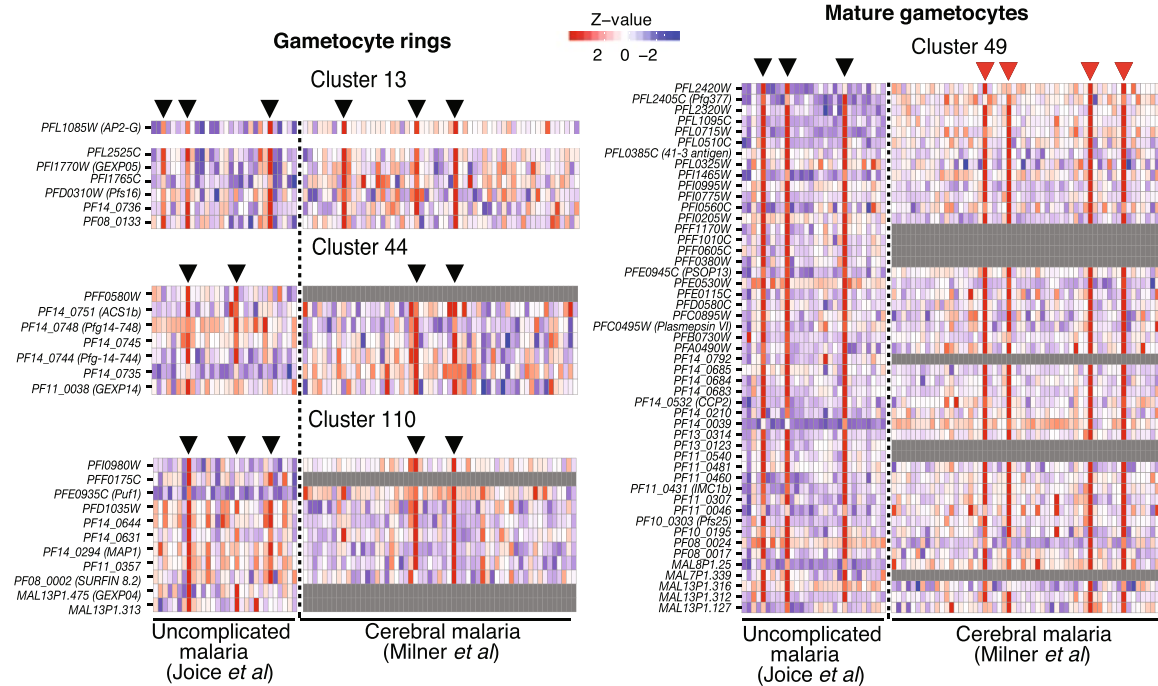 Gametocyte rings
Cluster 13
PFL1085W (AP2-G)
PFL2525C
PFI1770W (GEXP05)
PFI1765C
PFD0310W (Pfs16)
PF14_0736
PF08_0133
Cluster 44
PFF0580W
PF14_0751 (ACS1b)
PF14_0748 (Pfg14-748)
PF14_0745
PF14_0744 (Pfg-14-744)
PF14_0735
PF11_0038 (GEXP14)
Cluster 110
PFI0980W
PFF0175C
PFE0935C (Puf1)
PFD1035W
PF14_0644
PF14_0631
PF14_0294 (MAP1)
PF11_0357
PF08_0002 (SURFIN 8.2)
MAL13P1.475 (GEXP04)
MAL13P1.313
Uncomplicated
malaria
(Joice et al)
Cerebral malaria
(Milner et al)
Z-value
2 0 -2
Mature gametocytes
Cluster 49
PFL2420W
PFL2405C (Pfg377)
PFL2320W
PFL1095C
PFL0715W
PFL0510C
PFL0385C (41-3 antigen)
PFL0325W
PFI1465W
PFI0995W
PFI0775W
PFI0560C
PFI0205W
PFF1170W
PFF1010C
PFF0605C
PFF0380W
PFE0945C (PSOP13)
PFE0530W
PFE0115C
PFD0580C
PFC0895W
PFC0495W (Plasmepsin VI)
PFB0730W
PFA0490W
PF14_0792
PF14_0685
PF14_0684
PF14_0683
PF14_0532 (CCP2)
PF14_0210
PF14_0039
PF13_0314
PF13_0123
PF11_0540
PF11_0481
PF11_0460
PF11_0431 (IMC1b)
PF11_0307
PF11_0046
PF10_0303 (Pfs25)
PF10_0195
PF08_0024
PF08_0017
MAL8P1.25
MAL7P1.339
MAL13P1.316
MAL13P1.312
MAL13P1.127
Uncomplicated
malaria
(Joice et al)
Cerebral malaria
(Milner et al)